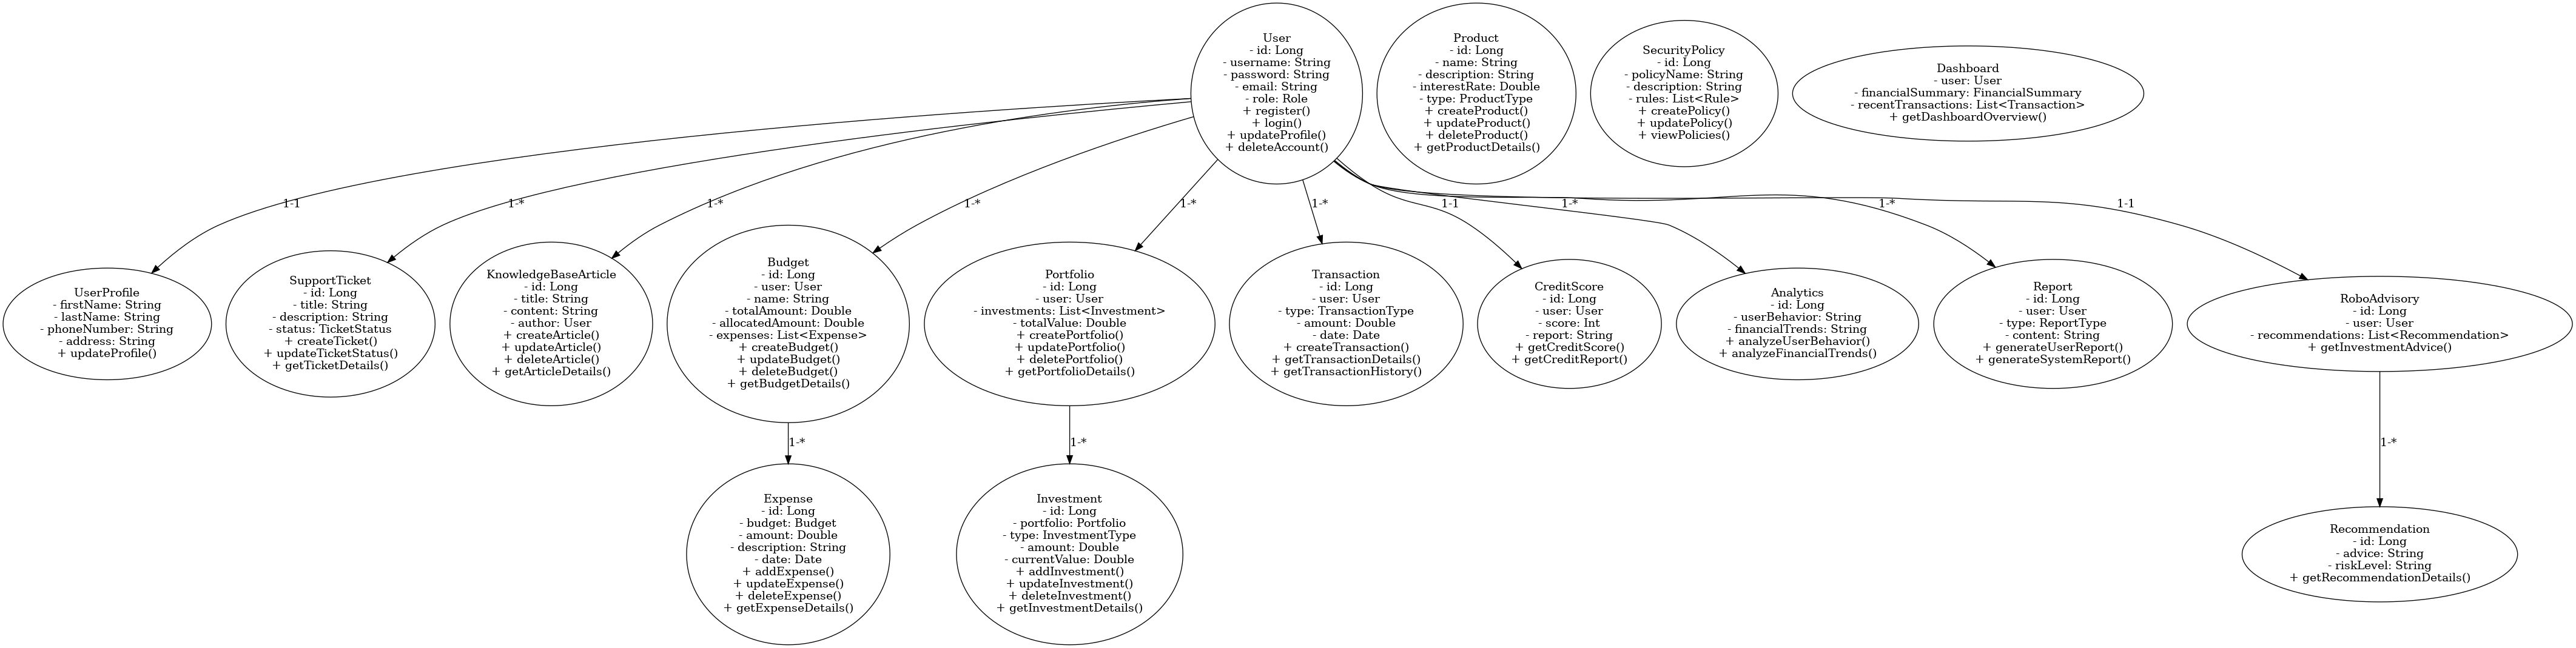 User
- id: Long
- username: String
- password: String
- email: String
- role: Role
+ register()
+ login()
+ updateProfile()
+ deleteAccount()
Product
- id: Long
- name: String
- description: String
- interestRate: Double
- type: ProductType
+ createProduct()
+ updateProduct()
+ deleteProduct()
+ getProductDetails()
SecurityPolicy
- id: Long
- policyName: String
- description: String
- rules: List<Rule>
+ createPolicy()
+ updatePolicy()
+ viewPolicies()
Dashboard
- user: User
- financialSummary: FinancialSummary
- recentTransactions: List<Transaction>
+ getDashboardOverview()
1-1
1-*
1-*
1-*
1-*
1-*
1-1
1-*
1-*
1-1
UserProfile
- firstName: String
- lastName: String
- phoneNumber: String
- address: String
+ updateProfile()
SupportTicket
- id: Long
- title: String
- description: String
- status: TicketStatus
+ createTicket()
+ updateTicketStatus()
+ getTicketDetails()
KnowledgeBaseArticle
- id: Long
- title: String
- content: String
- author: User
+ createArticle()
+ updateArticle()
+ deleteArticle()
+ getArticleDetails()
Budget
- id: Long
- user: User
- name: String
- totalAmount: Double
- allocatedAmount: Double
- expenses: List<Expense>
+ createBudget()
+ updateBudget()
+ deleteBudget()
+ getBudgetDetails()
Portfolio
- id: Long
- user: User
- investments: List<Investment>
- totalValue: Double
+ createPortfolio()
+ updatePortfolio()
+ deletePortfolio()
+ getPortfolioDetails()
Transaction
- id: Long
- user: User
- type: TransactionType
- amount: Double
- date: Date
+ createTransaction()
+ getTransactionDetails()
+ getTransactionHistory()
CreditScore
- id: Long
- user: User
- score: Int
- report: String
+ getCreditScore()
+ getCreditReport()
Analytics
- id: Long
- userBehavior: String
- financialTrends: String
+ analyzeUserBehavior()
+ analyzeFinancialTrends()
Report
- id: Long
- user: User
- type: ReportType
- content: String
+ generateUserReport()
+ generateSystemReport()
RoboAdvisory
- id: Long
- user: User
- recommendations: List<Recommendation>
+ getInvestmentAdvice()
1-*
1-*
1-*
Expense
- id: Long
- budget: Budget
- amount: Double
- description: String
- date: Date
+ addExpense()
+ updateExpense()
+ deleteExpense()
+ getExpenseDetails()
Investment
- id: Long
- portfolio: Portfolio
- type: InvestmentType
- amount: Double
- currentValue: Double
+ addInvestment()
+ updateInvestment()
+ deleteInvestment()
+ getInvestmentDetails()
Recommendation
- id: Long
- advice: String
- riskLevel: String
+ getRecommendationDetails()